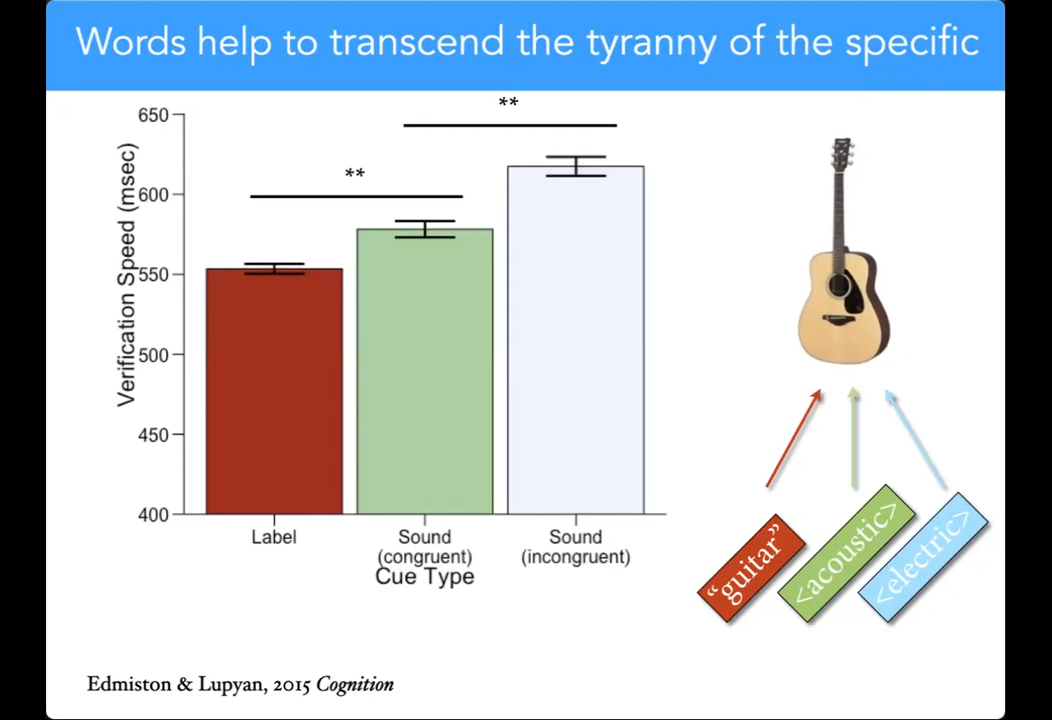 Words help to transcend the tyranny of the specific
**
**
650
600
550
500
450
400
Verification Speed (msec)
Label
Sound
(congruent)
Sound
(incongruent)
Cue Type
“guitar”
<acoustic>
<electric>
Edmiston & Lupyan, 2015 Cognition